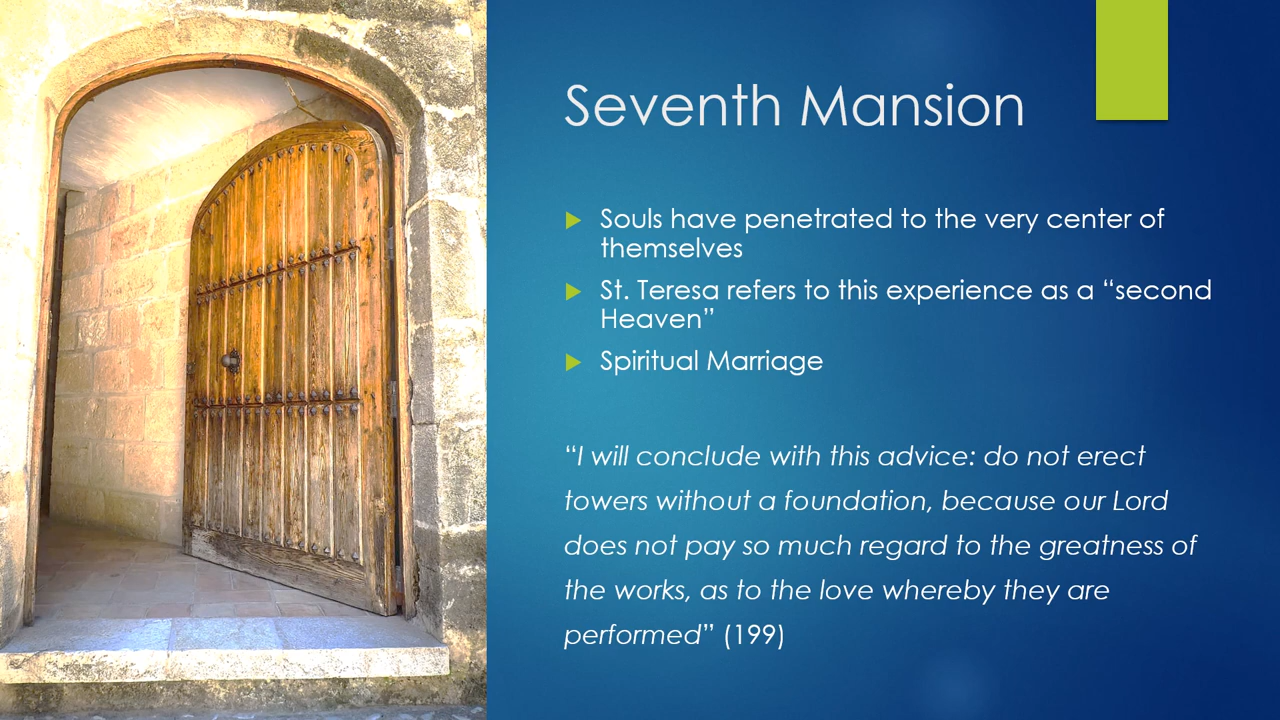 Seventh Mansion
Souls have penetrated to the very center of
themselves
St. Teresa refers to this experience as a “second
Heaven”
Spiritual Marriage
“I will conclude with this advice: do not erect
towers without a foundation, because our Lord
does not pay so much regard to the greatness of
the works, as to the love whereby they are
performed” (199)